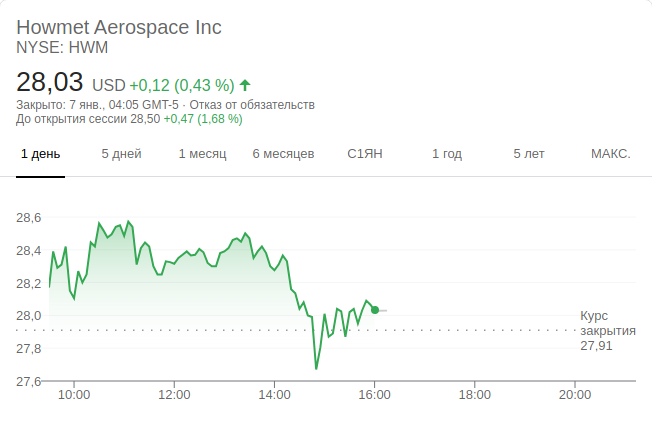 Howmet Aerospace Inc
NYSE: HWM
28,03 USD +0,12 (0,43 %)
Закрыто: 7 янв., 04:05 GMT-5 · Отказ от обязательств
До открытия сессии 28,50 +0,47 (1,68 %)
1 день 5 дней 1 месяц 6 месяцев С1ЯН 1 год 5 лет МАКС.
28,6
28,4
28,2
28,0
27,8
27,6
Курс
закрытия
27,91
10:00 12:00 14:00 16:00 18:00 20:00